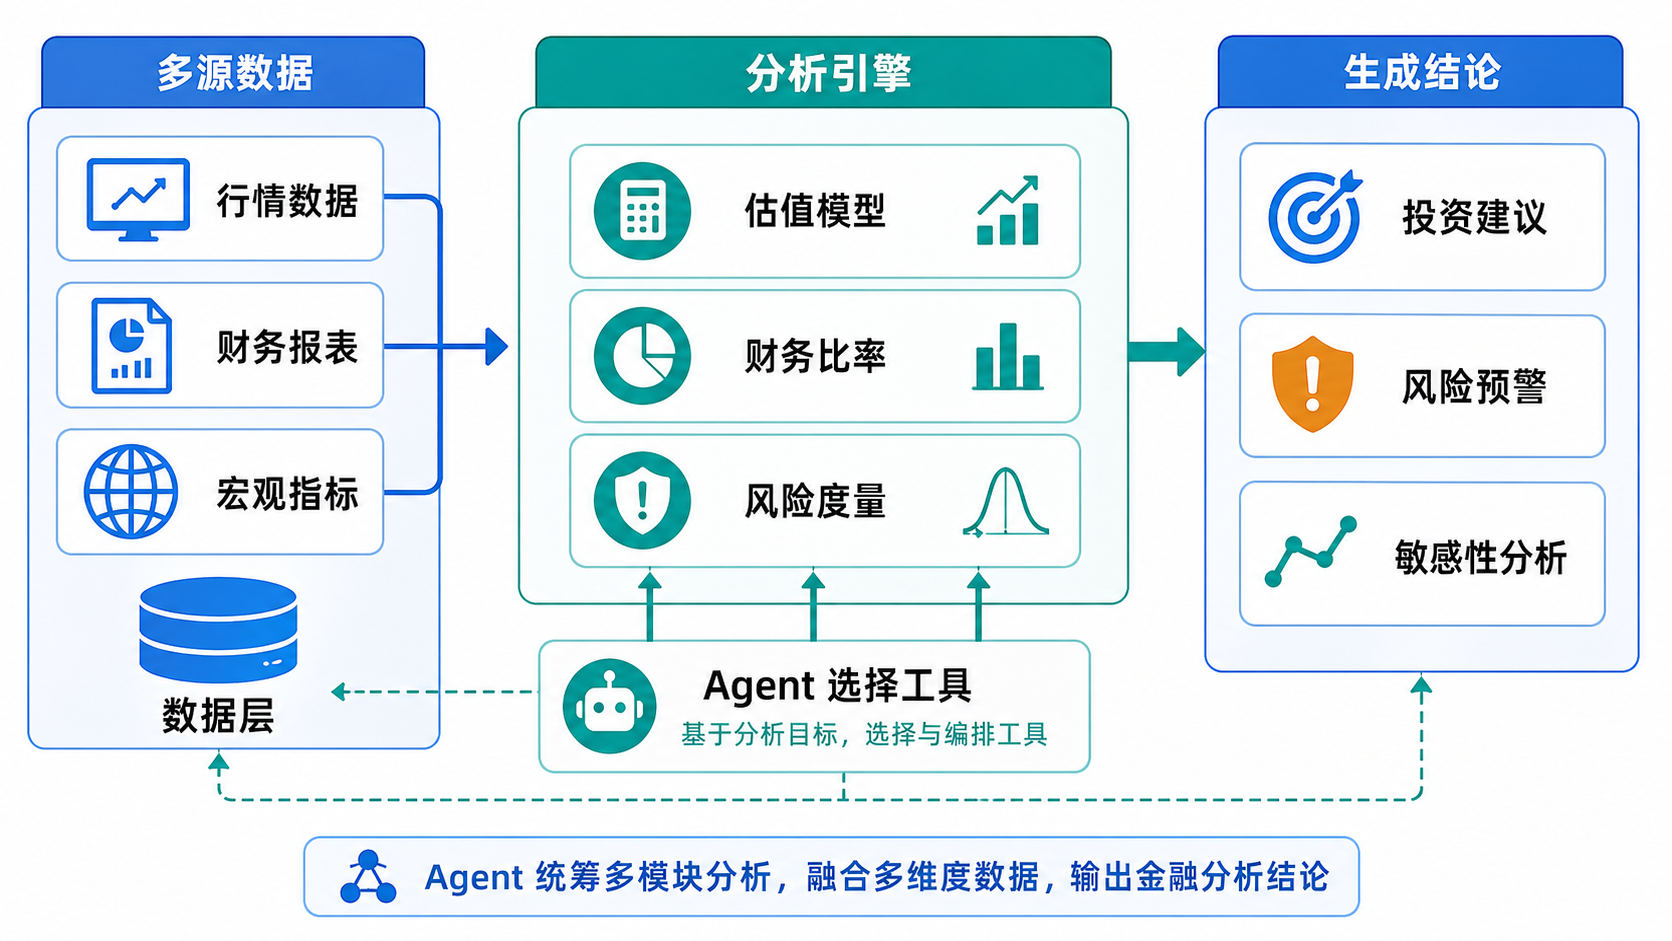 多源数据
行情数据
财务报表
宏观指标
数据层
分析引擎
估值模型
财务比率
风险度量
Agent 选择工具
基于分析目标，选择与编排工具
生成结论
投资建议
风险预警
敏感性分析
Agent 统筹多模块分析，融合多维度数据，输出金融分析结论